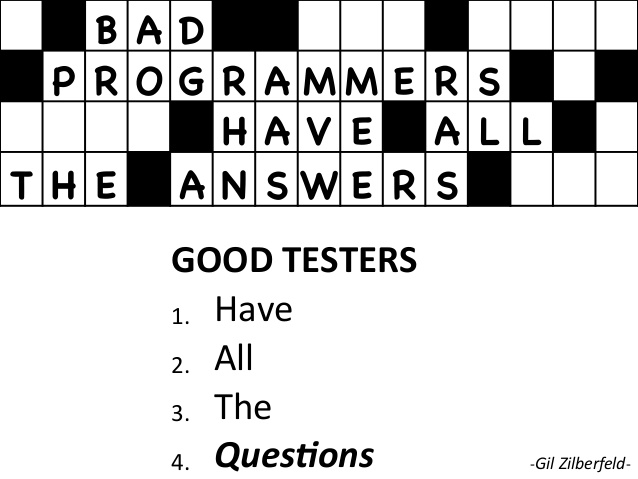 BAD
PROGRAMMERS
HAVE ALL
THE ANSWERS
GOOD TESTERS
1. Have
2. All
3. The
4. Questions
-Gil Zilberfeld-